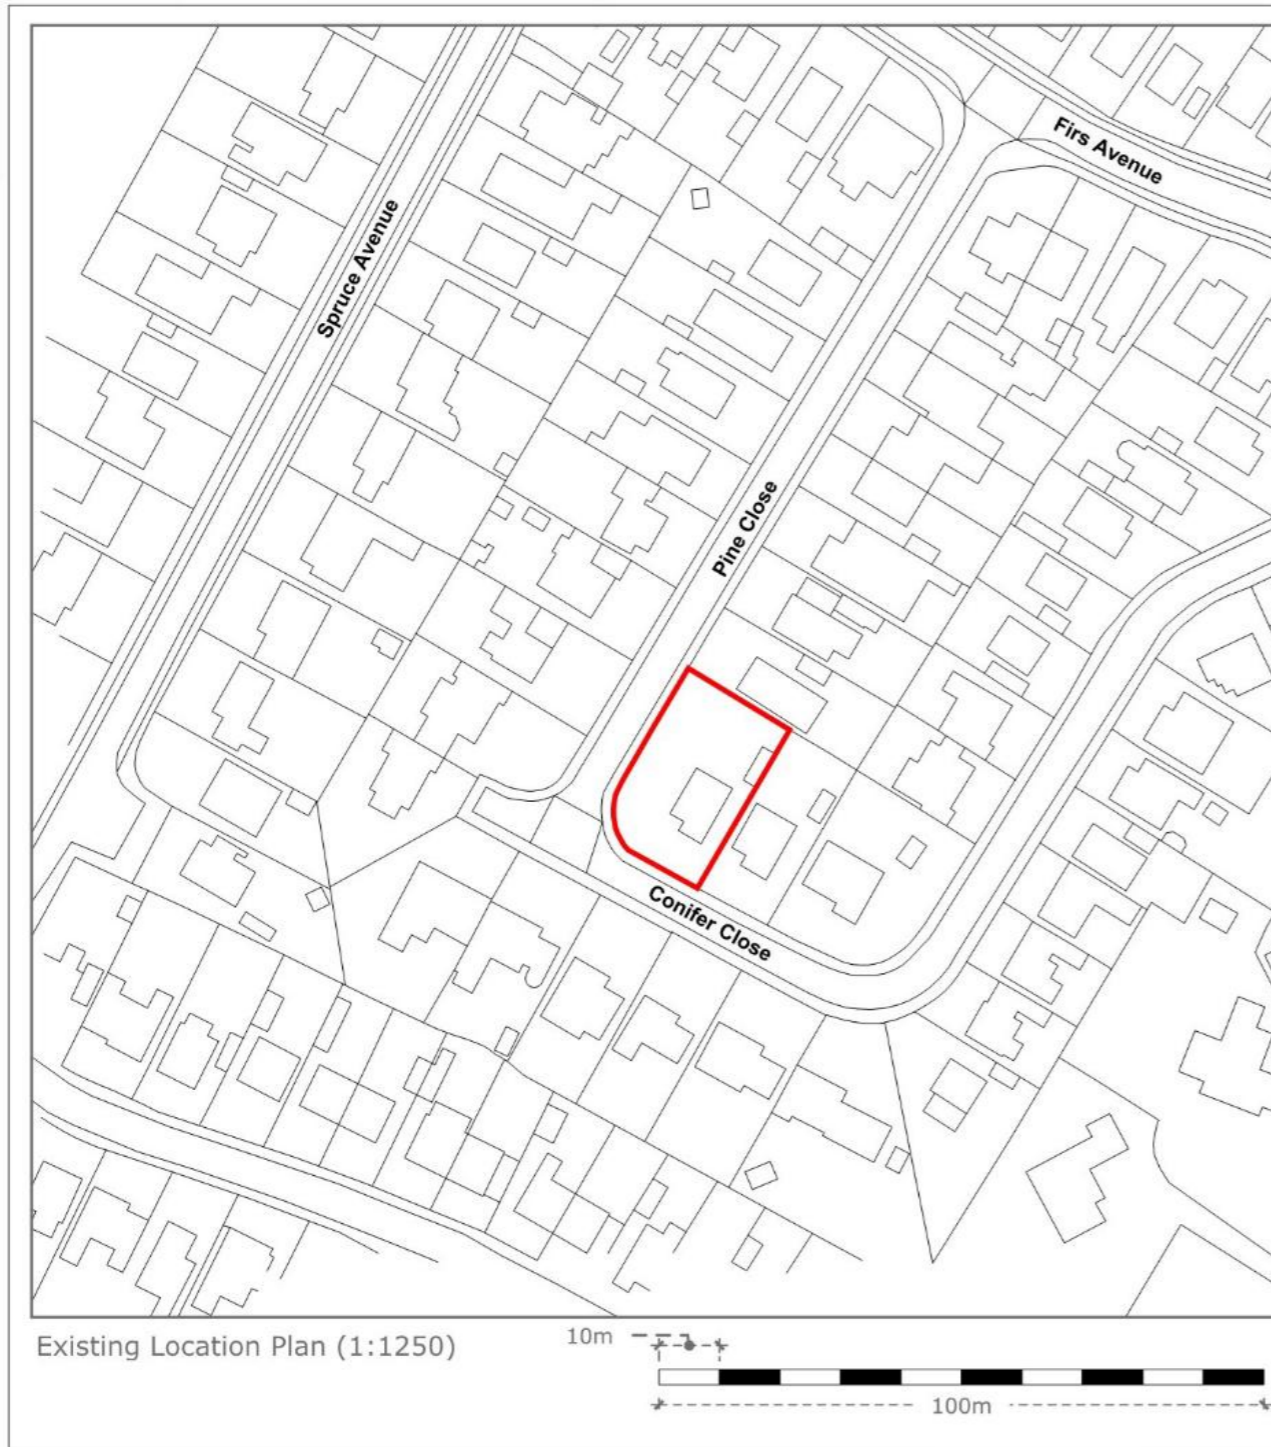 Firs Avenue
Spruce Avenue
Pine Close
Conifer Close
Existing Location Plan (1:1250)
10m
100m